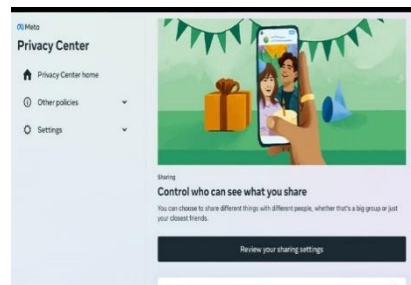 Meta
Privacy Center
Privacy Center home
Other policies
Settings
Sharing
Control who can see what you share
You can choose to share different things with different people, whether that's a big group or just
your closest friends.
Review your sharing settings